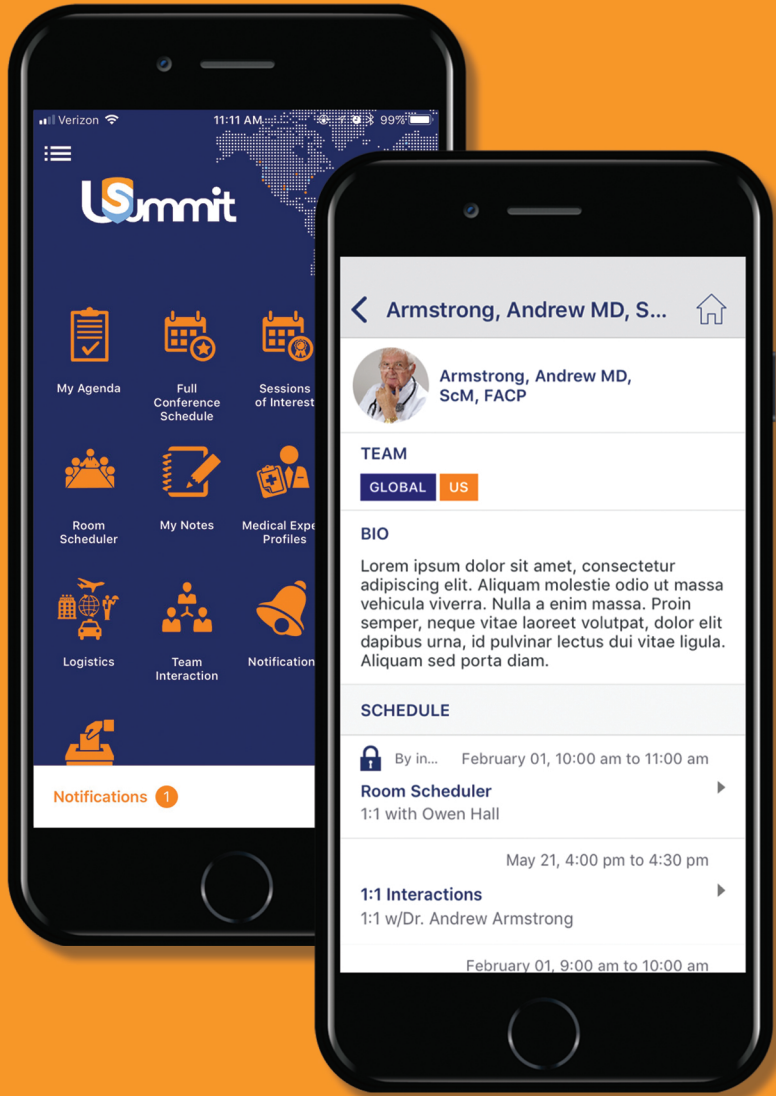 Verizon
11:11 AM
99%
USummit
My Agenda
Full
Conference
Schedule
Sessions
of Interest
Room
Scheduler
My Notes
Medical Expe
Profiles
Logistics
Team
Interaction
Notification
Notifications 1
Armstrong, Andrew MD, S...
Armstrong, Andrew MD,
ScM, FACP
TEAM
GLOBAL US
BIO
Lorem ipsum dolor sit amet, consectetur
adipiscing elit. Aliquam molestie odio ut massa
vehicula viverra. Nulla a enim massa. Proin
semper, neque vitae laoreet volutpat, dolor elit
dapibus urna, id pulvinar lectus dui vitae ligula.
Aliquam sed porta diam.
SCHEDULE
By in... February 01, 10:00 am to 11:00 am
Room Scheduler
1:1 with Owen Hall
May 21, 4:00 pm to 4:30 pm
1:1 Interactions
1:1 w/Dr. Andrew Armstrong
February 01, 9:00 am to 10:00 am